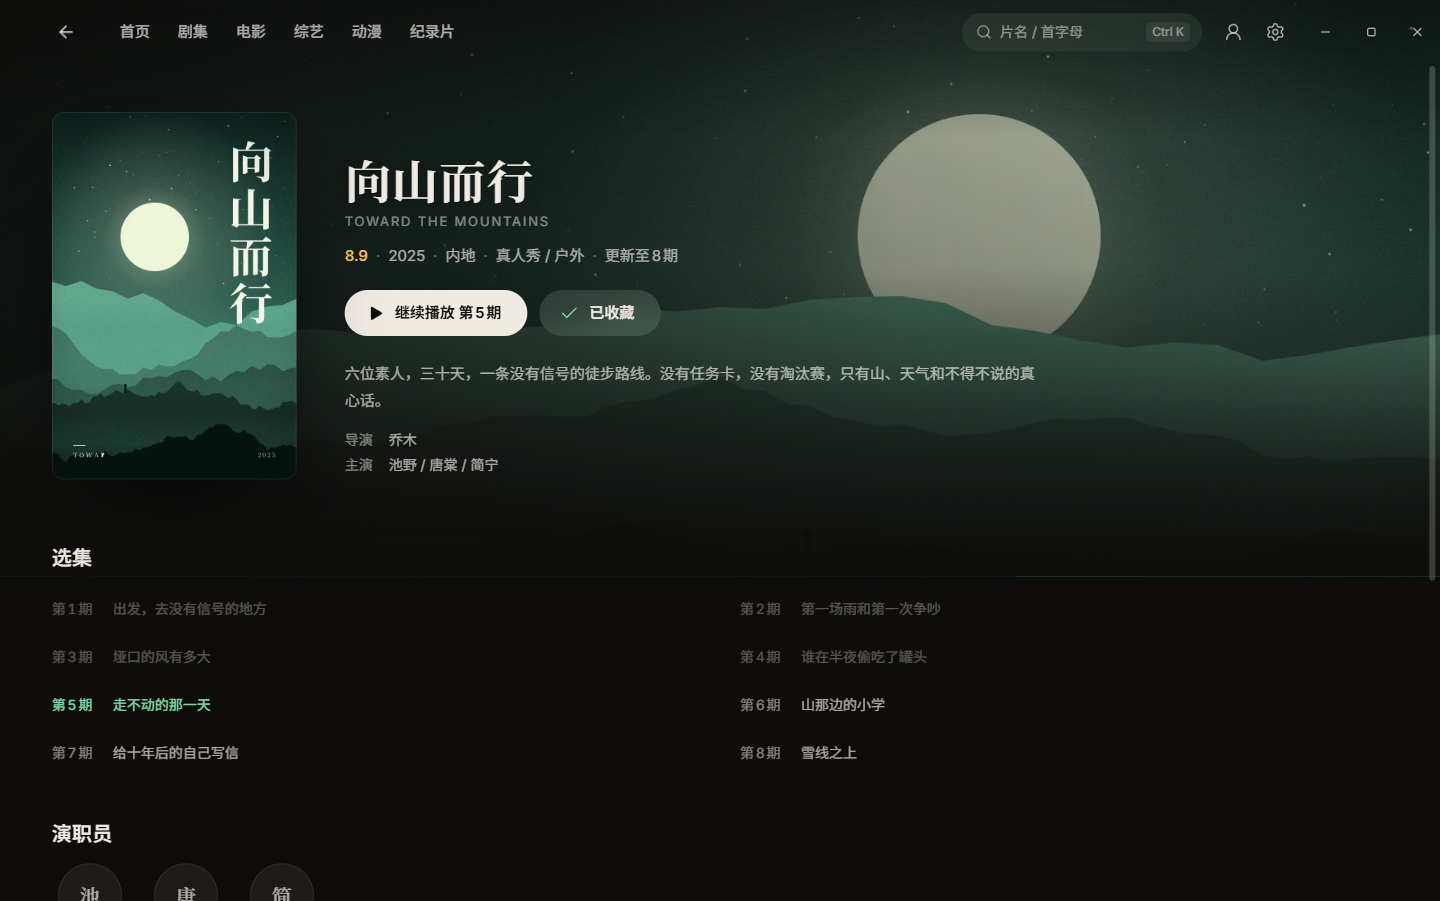 首页 剧集 电影 综艺 动漫 纪录片 片名 / 首字母 Ctrl K
向山而行
2025
向山而行
TOWARD THE MOUNTAINS
8.9 · 2025 · 内地 · 真人秀 / 户外 · 更新至8期
继续播放 第5期 已收藏
六位素人，三十天，一条没有信号的徒步路线。没有任务卡，没有淘汰赛，只有山、天气和不得不说的真
心话。
导演 乔木
主演 池野 / 唐棠 / 简宁
选集
第1期 出发，去没有信号的地方
第2期 第一场雨和第一次争吵
第3期 垭口的风有多大
第4期 谁在半夜偷吃了罐头
第5期 走不动的那一天
第6期 山那边的小学
第7期 给十年后的自己写信
第8期 雪线之上
演职员
池 唐 简